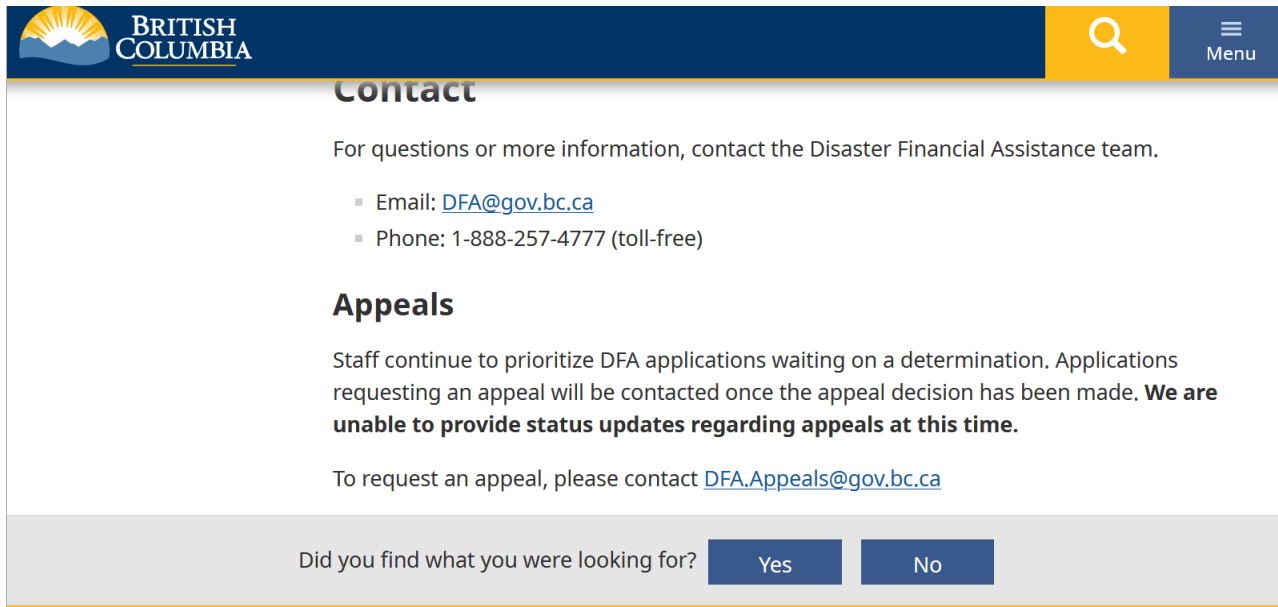 BRITISH
COLUMBIA
Menu
Contact
For questions or more information, contact the Disaster Financial Assistance team.
Email: DFA@gov.bc.ca
Phone: 1-888-257-4777 (toll-free)
Appeals
Staff continue to prioritize DFA applications waiting on a determination. Applications
requesting an appeal will be contacted once the appeal decision has been made. We are
unable to provide status updates regarding appeals at this time.
To request an appeal, please contact DFA.Appeals@gov.bc.ca
Did you find what you were looking for? Yes No